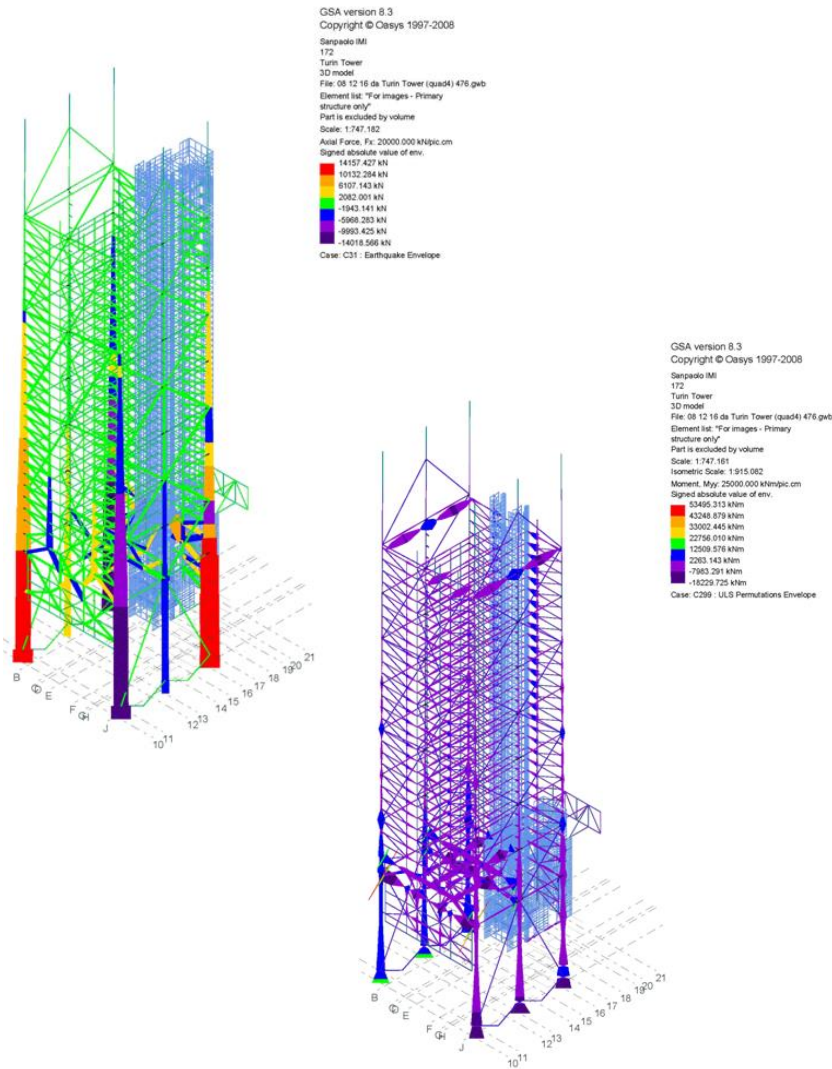 GSA version 8.3
Copyright © Oasys 1997-2008
Sanpaolo IMI
172
Turin Tower
3D model
File: 08 12 16 da Turin Tower (quad4) 476.gwb
Element list: "For images - Primary
structure only"
Part is excluded by volume
Scale: 1:747.182
Axial Force, Fx: 20000.000 kN/pic.cm
Signed absolute value of env.
14157.427 kN
10132.284 kN
6107.143 kN
2082.001 kN
-1943.141 kN
-5968.283 kN
-9993.425 kN
-14018.566 kN
Case: C31 : Earthquake Envelope
B
C
D
E
F
G
H
J
10
11
12
13
14
15
16
17
18
19
20
21
GSA version 8.3
Copyright © Oasys 1997-2008
Sanpaolo IMI
172
Turin Tower
3D model
File: 08 12 16 da Turin Tower (quad4) 476.gwb
Element list: "For images - Primary
structure only"
Part is excluded by volume
Scale: 1:747.161
Isometric Scale: 1:915.082
Moment, Myy: 25000.000 kNm/pic.cm
Signed absolute value of env.
53495.313 kNm
43248.879 kNm
33002.445 kNm
22756.010 kNm
12509.576 kNm
2263.143 kNm
-7983.291 kNm
-18229.725 kNm
Case: C299 : ULS Permutations Envelope
B
C
D
E
F
G
H
J
10
11
12
13
14
15
16
17
18
19
20
21